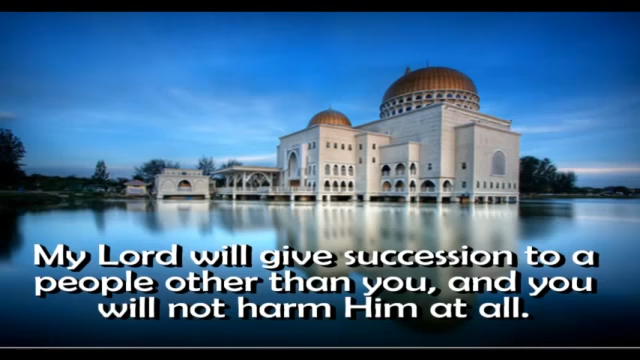 My Lord will give succession to a
people other than you, and you
will not harm Him at all.